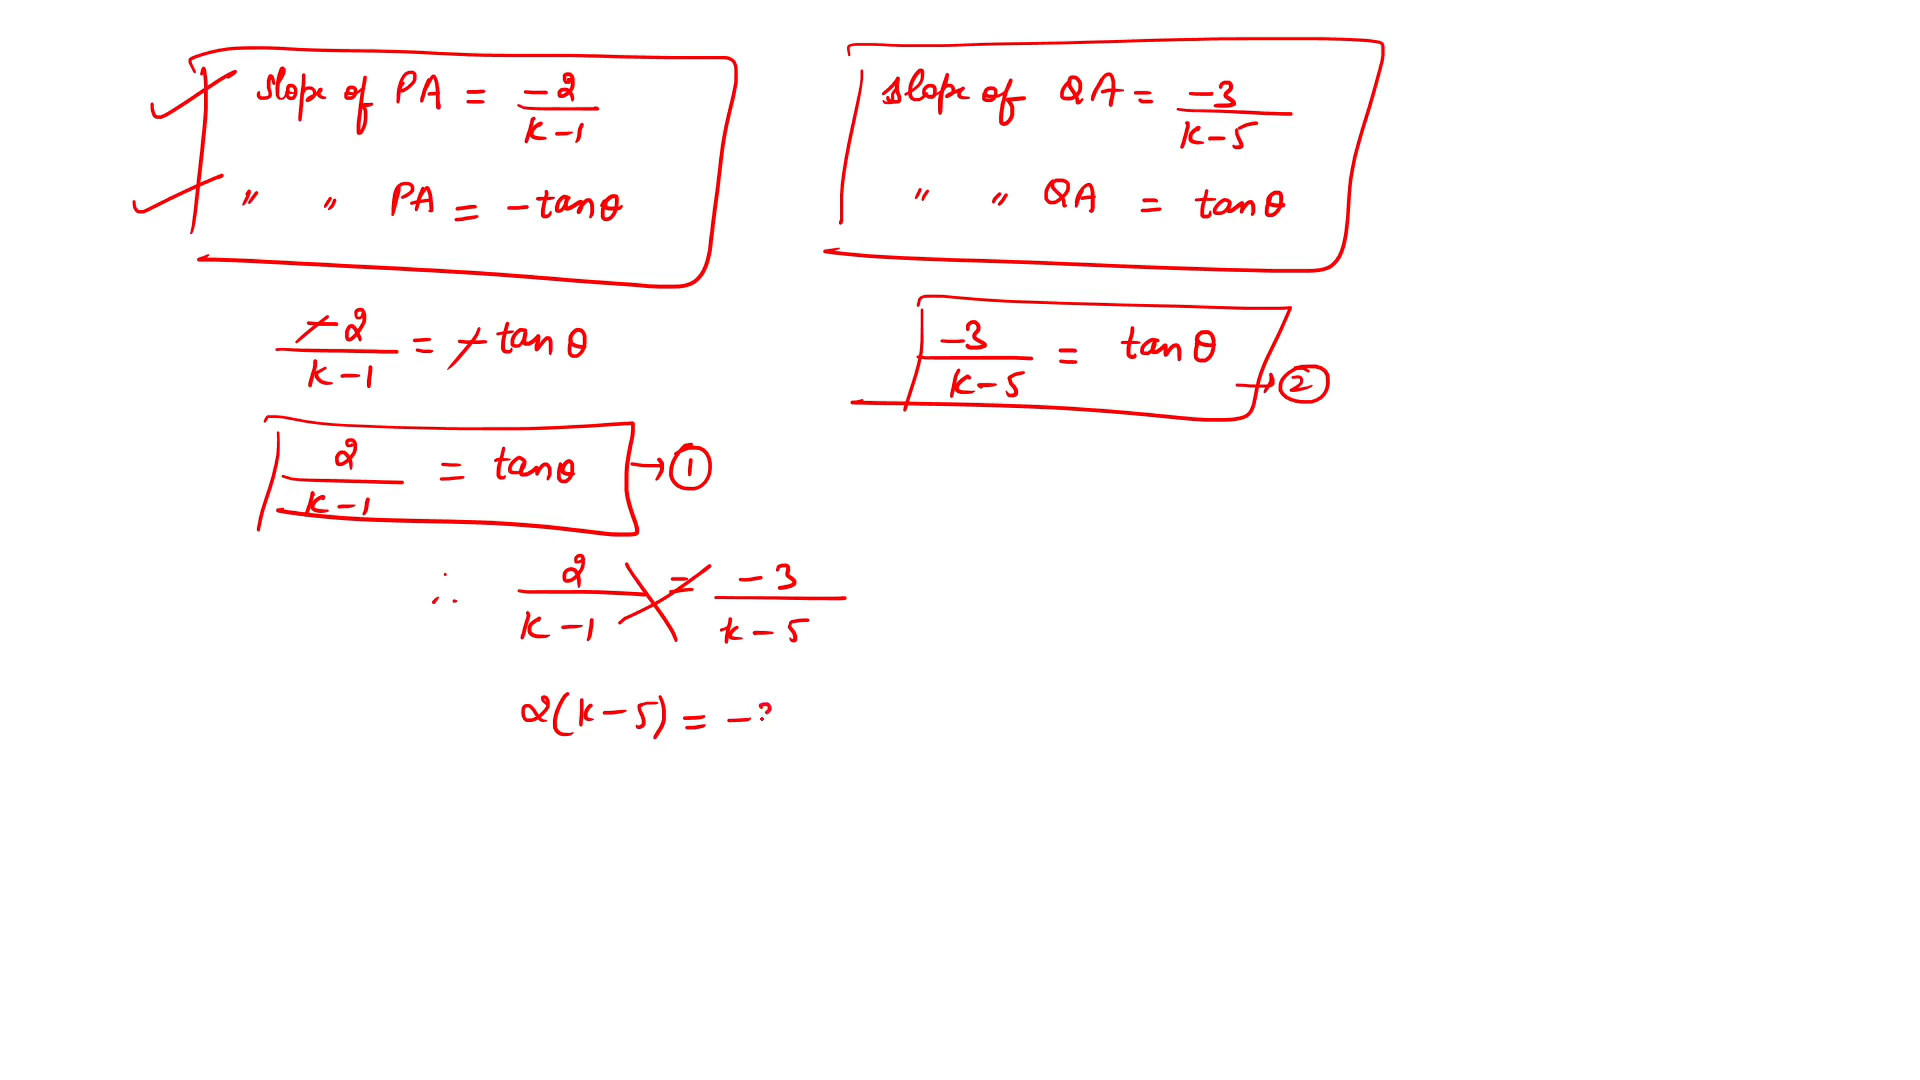 slope of PA = -2/(k-1)
" " PA = -tanθ
slope of QA = -3/(k-5)
" " QA = tanθ
-2/(k-1) = -tanθ
2/(k-1) = tanθ → ①
-3/(k-5) = tanθ → ②
∴ 2/(k-1) = -3/(k-5)
2(k-5) = -